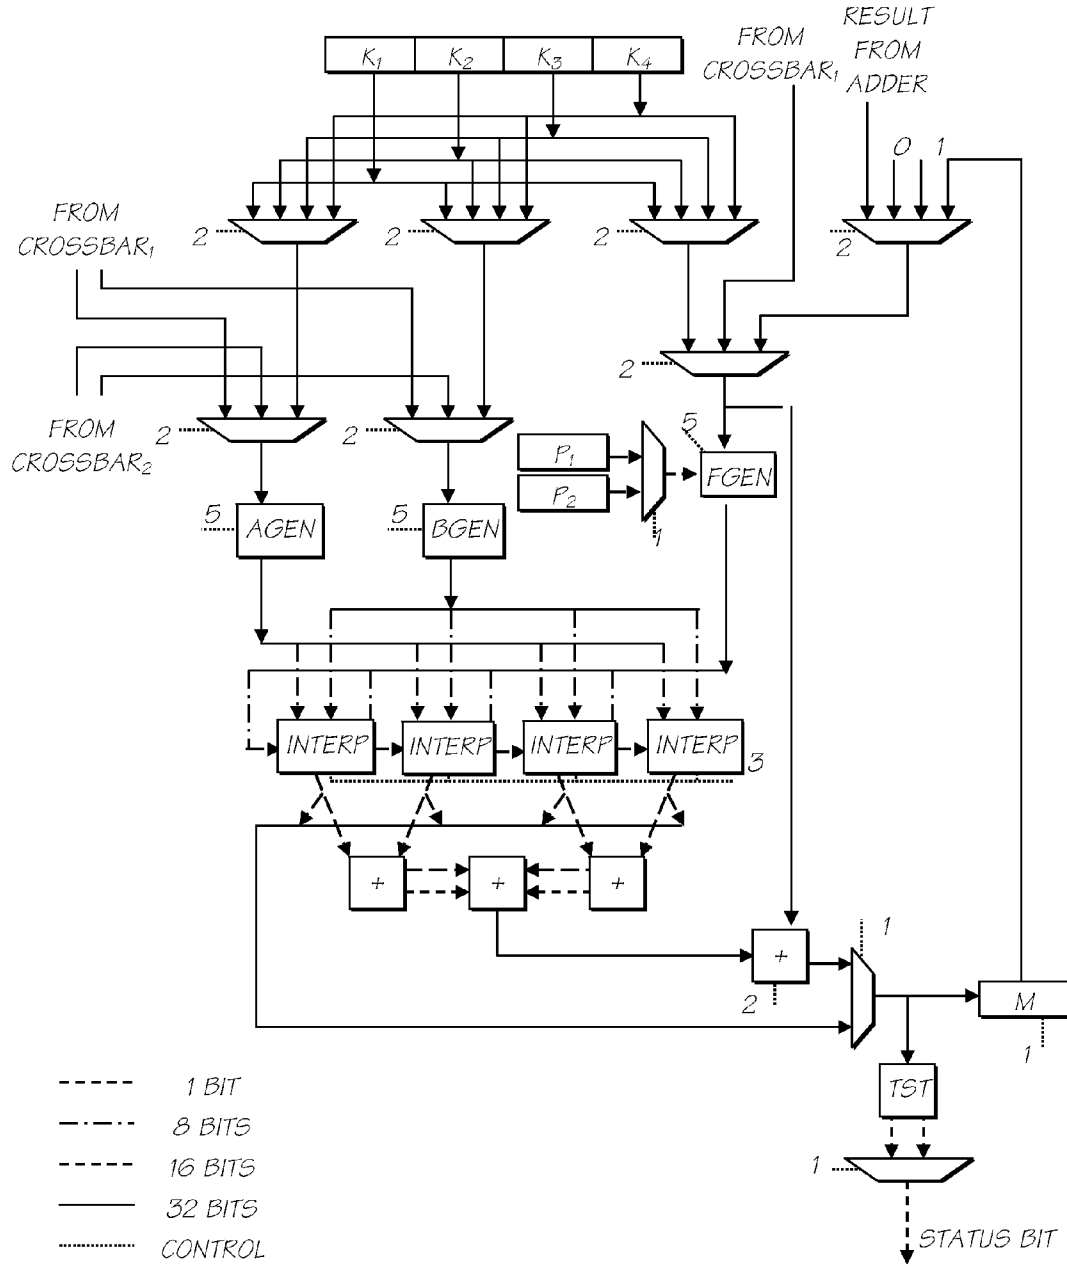 FROM
CROSSBAR1
RESULT
FROM
ADDER
K1 K2 K3 K4
0 1
FROM
CROSSBAR1
2 2 2 2
2
FROM
CROSSBAR2
2 2
5
P1
P2
FGEN
1
5 AGEN
5 BGEN
INTERP INTERP INTERP INTERP 3
+ + +
1
+
2
M
1
TST
1
STATUS BIT
1 BIT
8 BITS
16 BITS
32 BITS
CONTROL